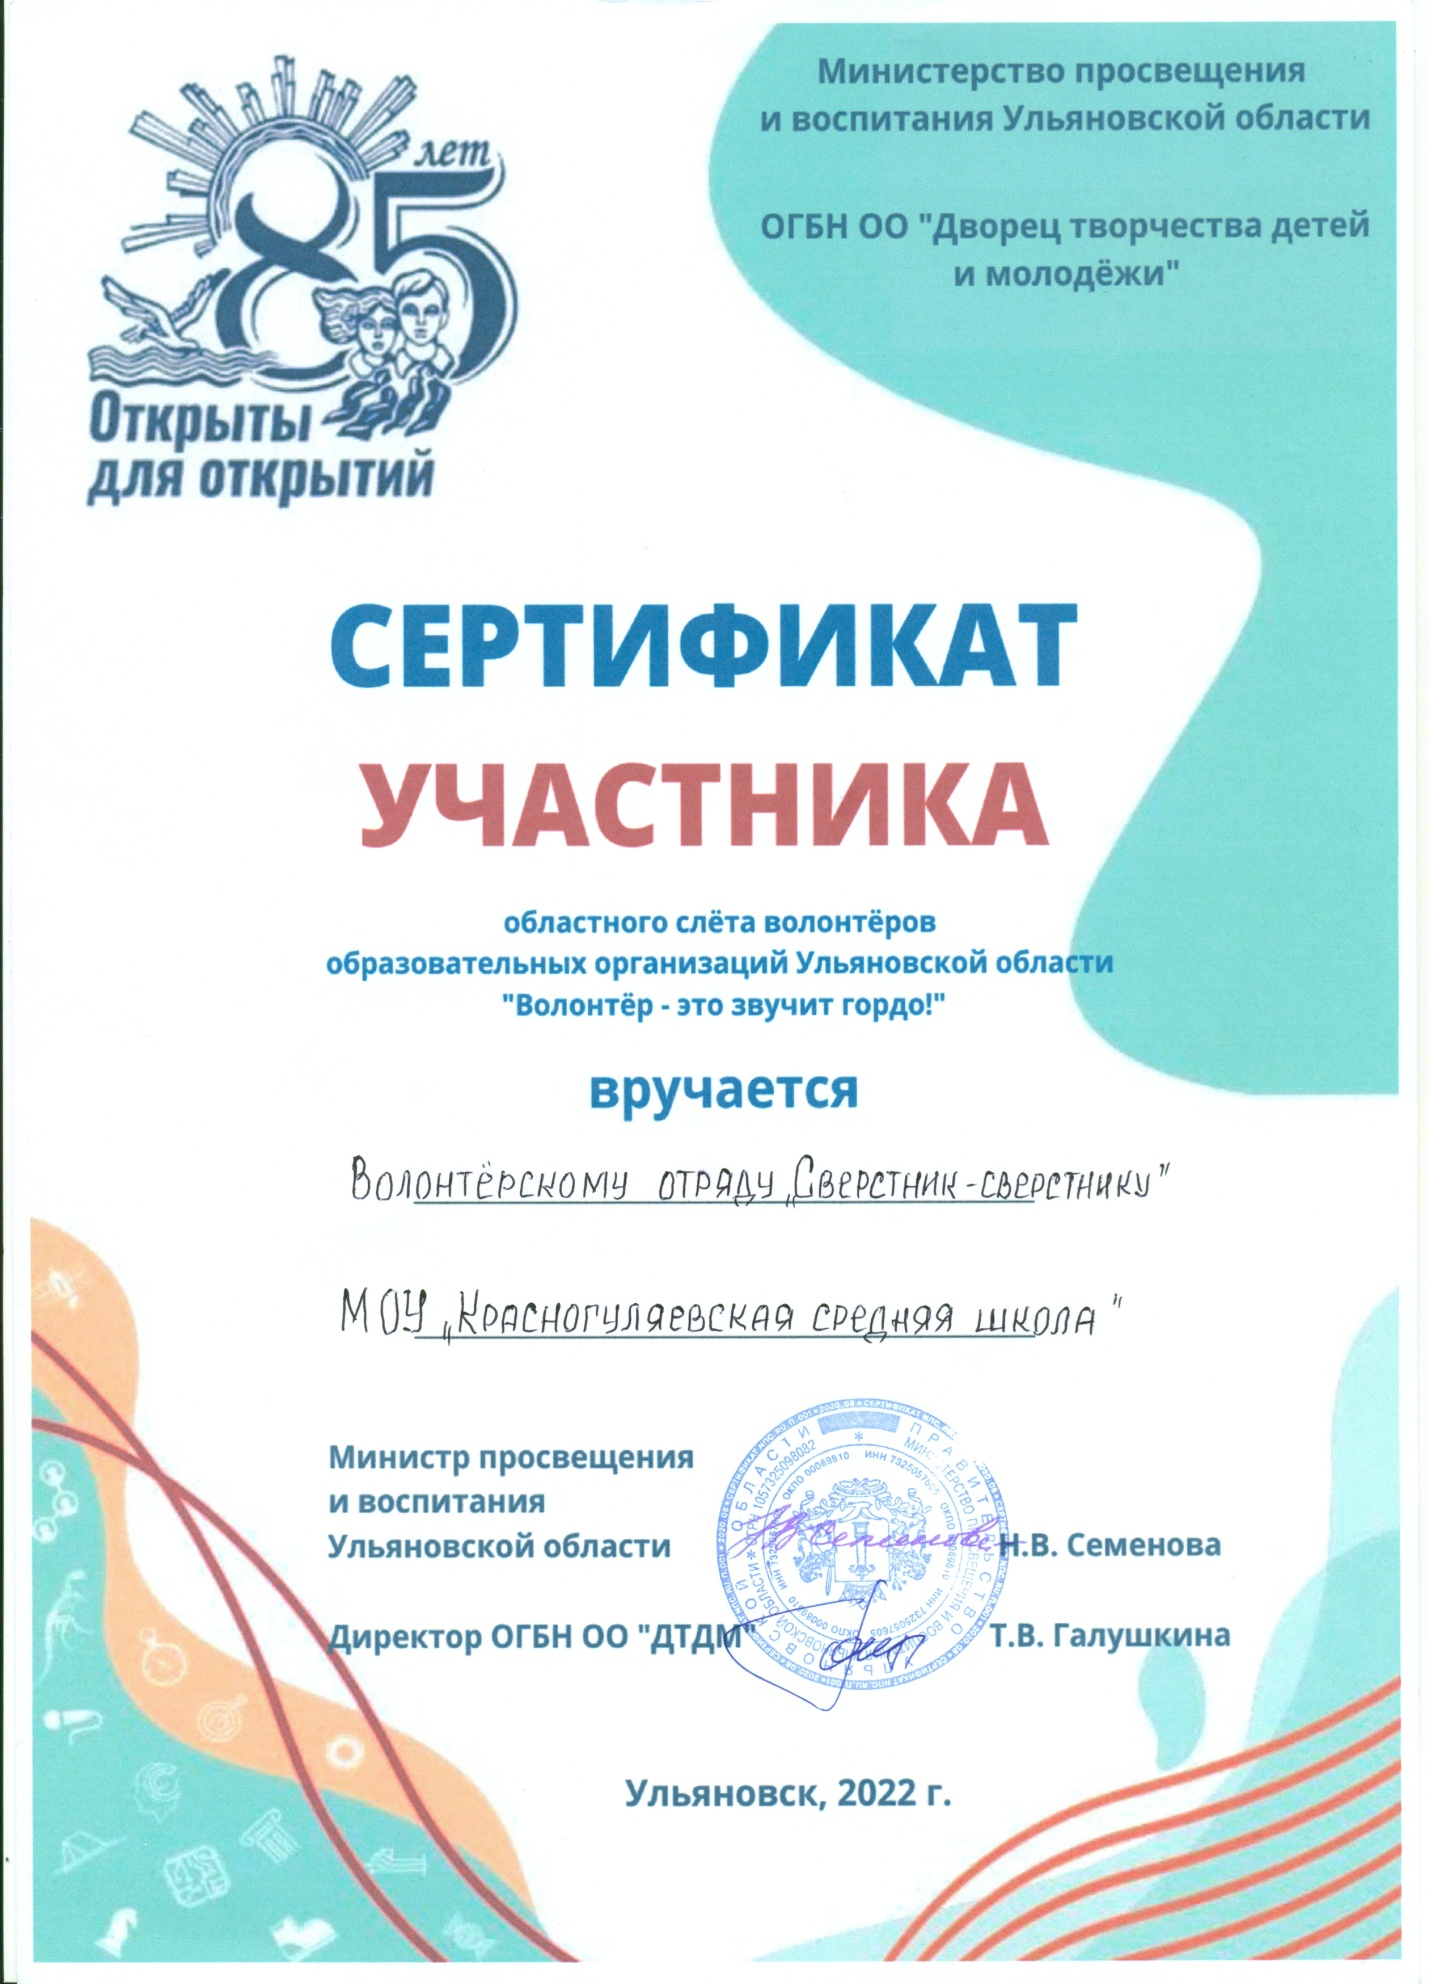 85 лет
Открыты
для открытий
Министерство просвещения
и воспитания Ульяновской области
ОГБН ОО "Дворец творчества детей
и молодёжи"
СЕРТИФИКАТ
УЧАСТНИКА
областного слёта волонтёров
образовательных организаций Ульяновской области
"Волонтёр - это звучит гордо!"
вручается
Волонтёрскому отряду „Сверстник-сверстнику"
МОУ „Красногуляевская средняя школа"
Министр просвещения
и воспитания
Ульяновской области
Н.В. Семенова
Директор ОГБН ОО "ДТДМ"
Т.В. Галушкина
Ульяновск, 2022 г.